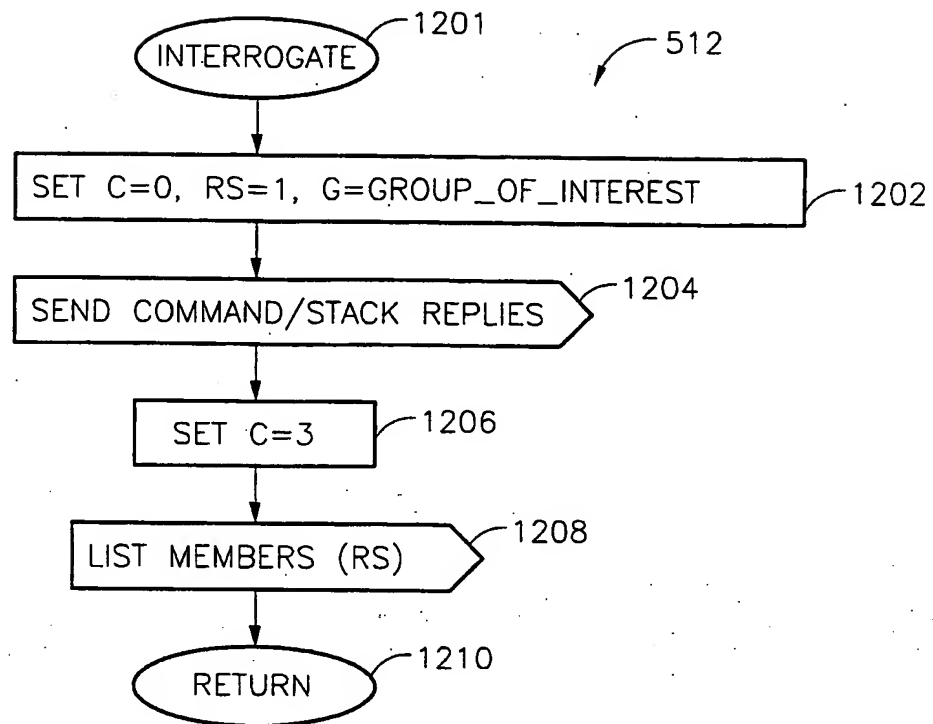 INTERROGATE
1201
512
SET C=0, RS=1, G=GROUP_OF_INTEREST
1202
SEND COMMAND/STACK REPLIES
1204
SET C=3
1206
LIST MEMBERS (RS)
1208
RETURN
1210